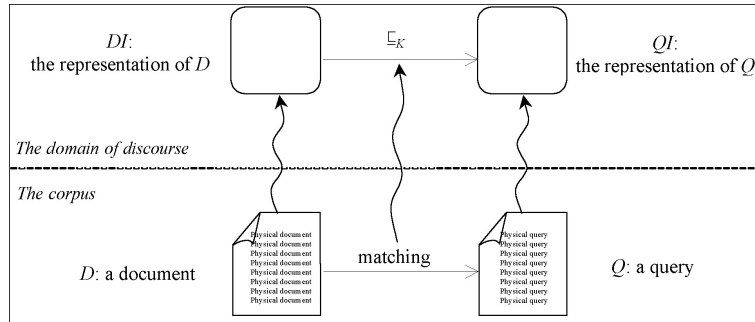 DI:
the representation of D
⊑K
QI:
the representation of Q
The domain of discourse
The corpus
D: a document
Physical document
Physical document
Physical document
Physical document
Physical document
Physical document
Physical document
Physical document
matching
Physical query
Physical query
Physical query
Physical query
Physical query
Physical query
Physical query
Physical query
Q: a query